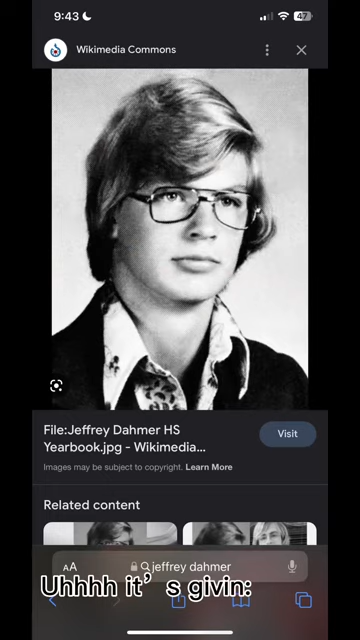 9:43
47
Wikimedia Commons
File:Jeffrey Dahmer HS
Yearbook.jpg - Wikimedia...
Visit
Images may be subject to copyright. Learn More
Related content
AA jeffrey dahmer
Uhhhh it's givin: